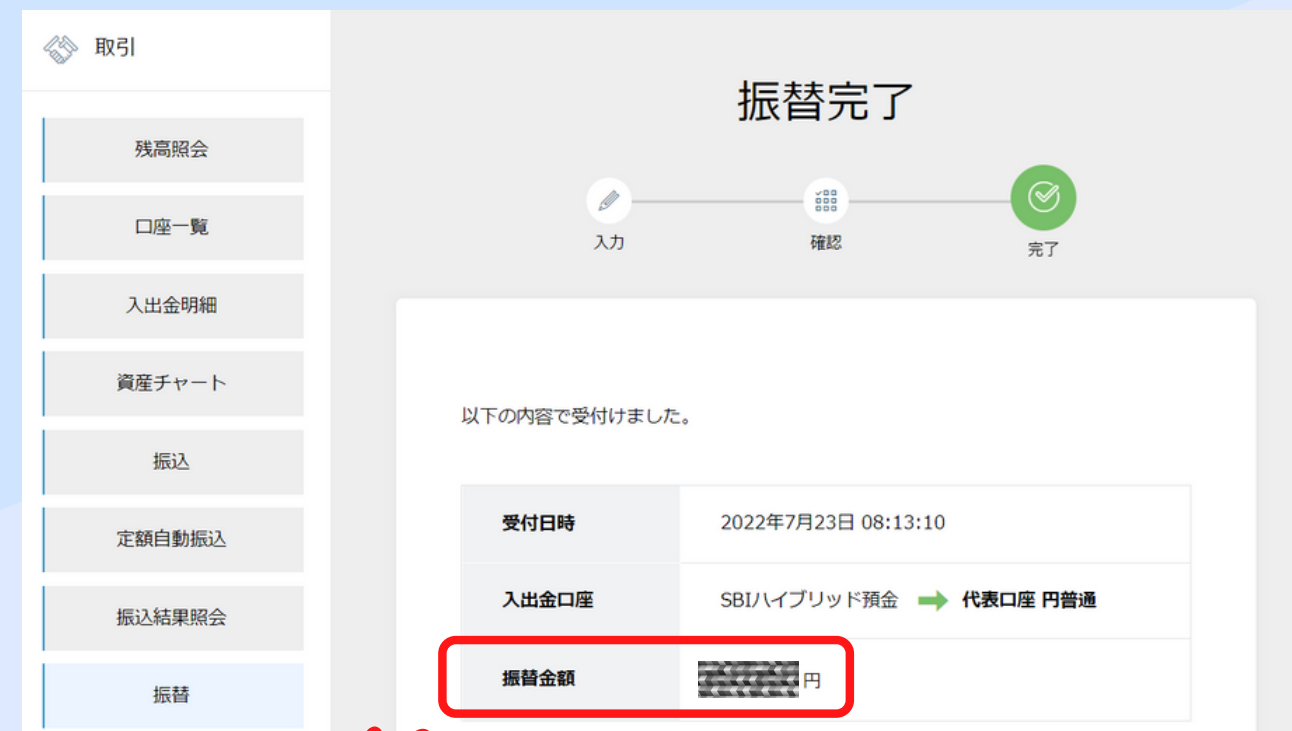 取引
残高照会
口座一覧
入出金明細
資産チャート
振込
定額自動振込
振込結果照会
振替
振替完了
入力
確認
完了
以下の内容で受付けました。
受付日時 2022年7月23日 08:13:10
入出金口座 SBIハイブリッド預金 代表口座 円普通
振替金額 円